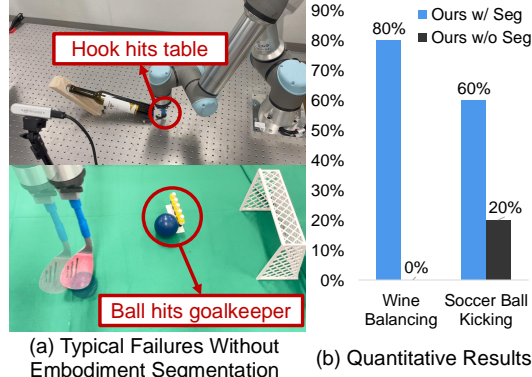 Hook hits table
Ball hits goalkeeper
(a) Typical Failures Without
Embodiment Segmentation
Ours w/ Seg
Ours w/o Seg
90%
80%
70%
60%
50%
40%
30%
20%
10%
0%
80%
0%
60%
20%
Wine
Balancing
Soccer Ball
Kicking
(b) Quantitative Results